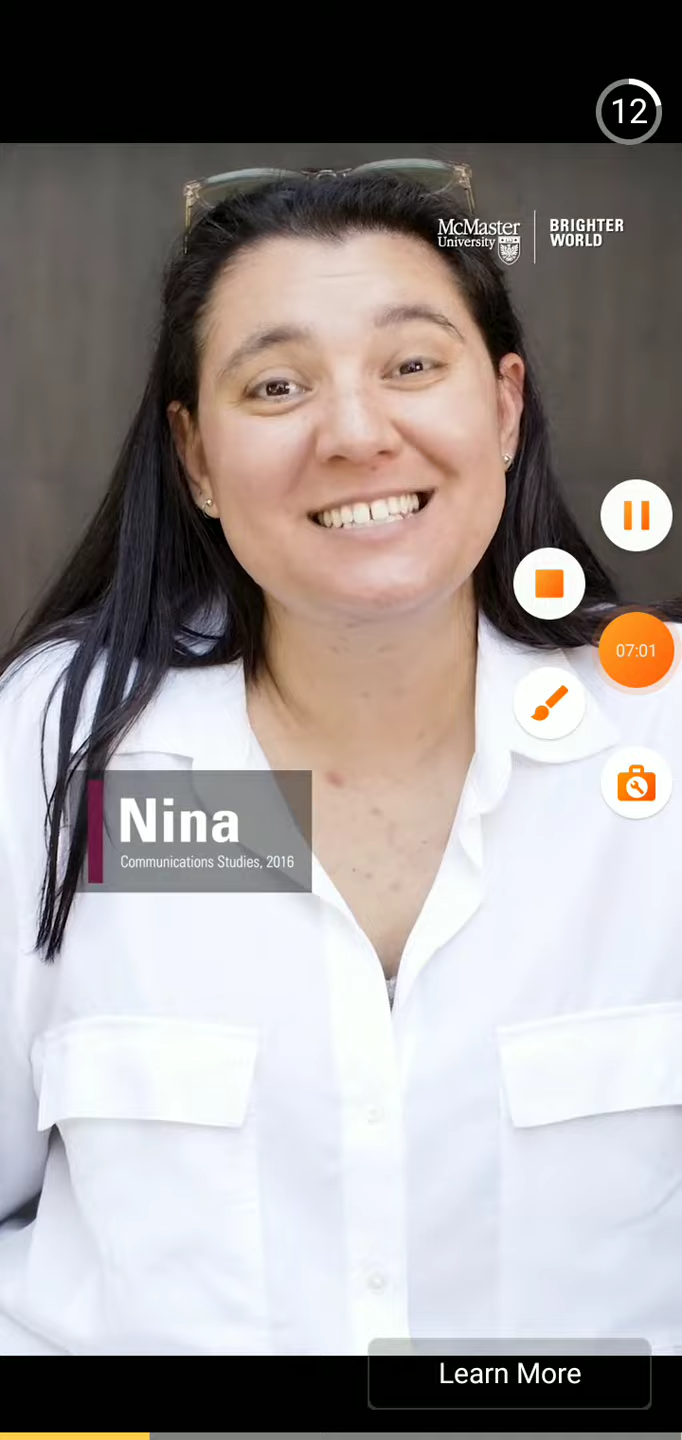 12
McMaster
University
BRIGHTER
WORLD
07:01
Nina
Communications Studies, 2016
Learn More